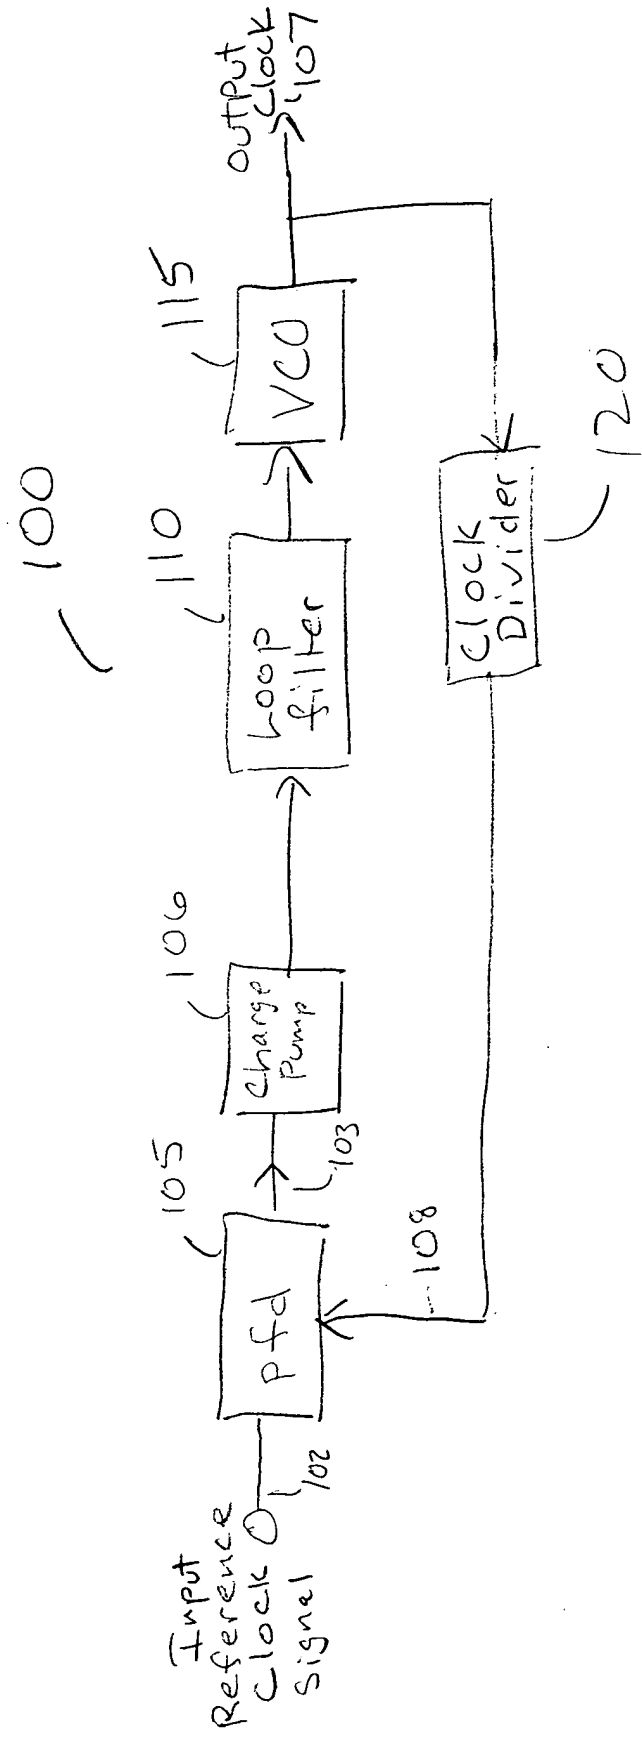 100
Input
Reference
Clock
Signal
102
pfd
105
103
Charge
Pump
106
Loop
filter
110
VCO
115
output
Clock
107
108
Clock
Divider
120